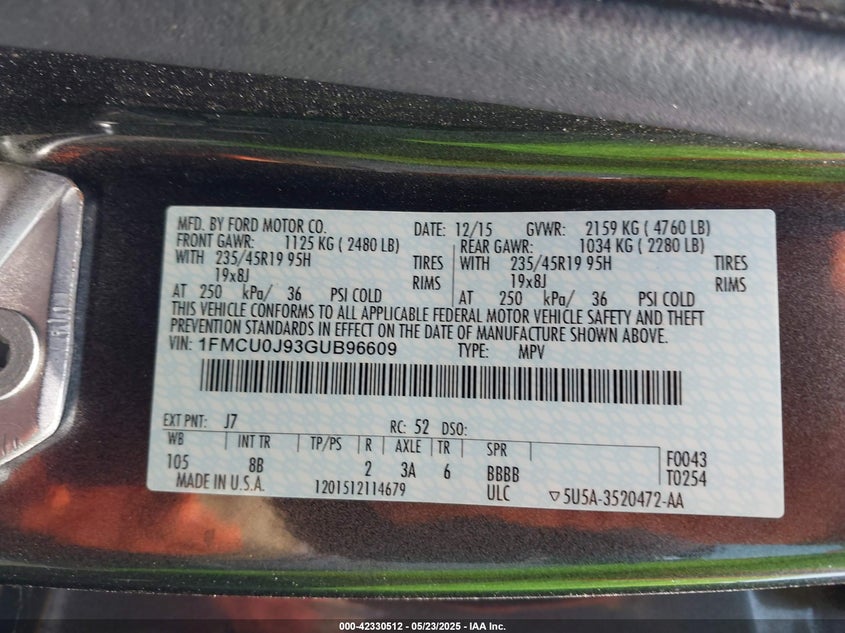 MFD. BY FORD MOTOR CO. DATE: 12/15 GVWR: 2159 KG ( 4760 LB)
FRONT GAWR: 1125 KG ( 2480 LB) REAR GAWR: 1034 KG ( 2280 LB)
WITH 235/45R19 95H TIRES WITH 235/45R19 95H TIRES
19x8J RIMS 19x8J RIMS
AT 250 kPa/ 36 PSI COLD AT 250 kPa/ 36 PSI COLD
THIS VEHICLE CONFORMS TO ALL APPLICABLE FEDERAL MOTOR VEHICLE SAFETY AND THEFT
PREVENTION STANDARDS IN EFFECT ON THE DATE OF MANUFACTURE SHOWN ABOVE.
VIN: 1FMCU0J93GUB96609 TYPE: MPV
EXT PNT: J7 RC: 52 DSO:
WB INT TR TP/PS R AXLE TR SPR F0043
105 8B 2 3A 6 BBBB T0254
MADE IN U.S.A. 1201512114679 ULC ▽5U5A-3520472-AA
000-42330512 - 05/23/2025 - IAA Inc.